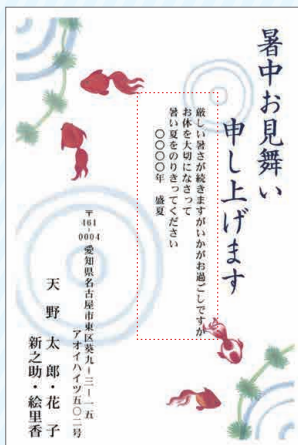 暑中お見舞い
申し上げます
厳しい暑さが続きますがいかがお過ごしですか
お体を大切になさって
暑い夏をのりきってください
〇〇〇〇年　盛夏
〒461-0004 愛知県名古屋市東区葵九ー三ー一五
アオイハイツ五〇二号
天野太郎・花子
新之助・絵里香